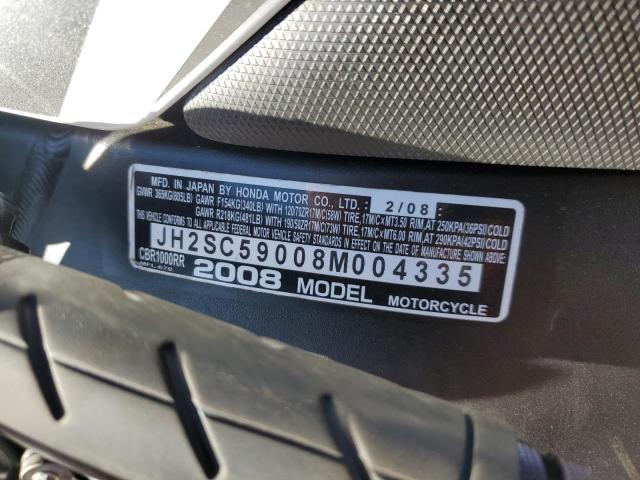 MFD. IN JAPAN BY HONDA MOTOR CO., LTD. 2/08
GVWR 365KG(805LB) GAWR F154KG(340LB) WITH 120/70ZR17M/C(58W) TIRE, 17M/CXMT3.50 RIM, AT 250KPA(36PSI) COLD
GAWR R218KG(481LB) WITH 190/50ZR17M/C(73W) TIRE, 17M/CXMT6.00 RIM, AT 290KPA(42PSI) COLD
THIS VEHICLE CONFORMS TO ALL APPLICABLE FEDERAL MOTOR VEHICLE SAFETY STANDARDS IN EFFECT ON THE DATE OF MANUFACTURE SHOWN ABOVE.
JH2SC59008M004335
CBR1000RR 2008 MODEL MOTORCYCLE